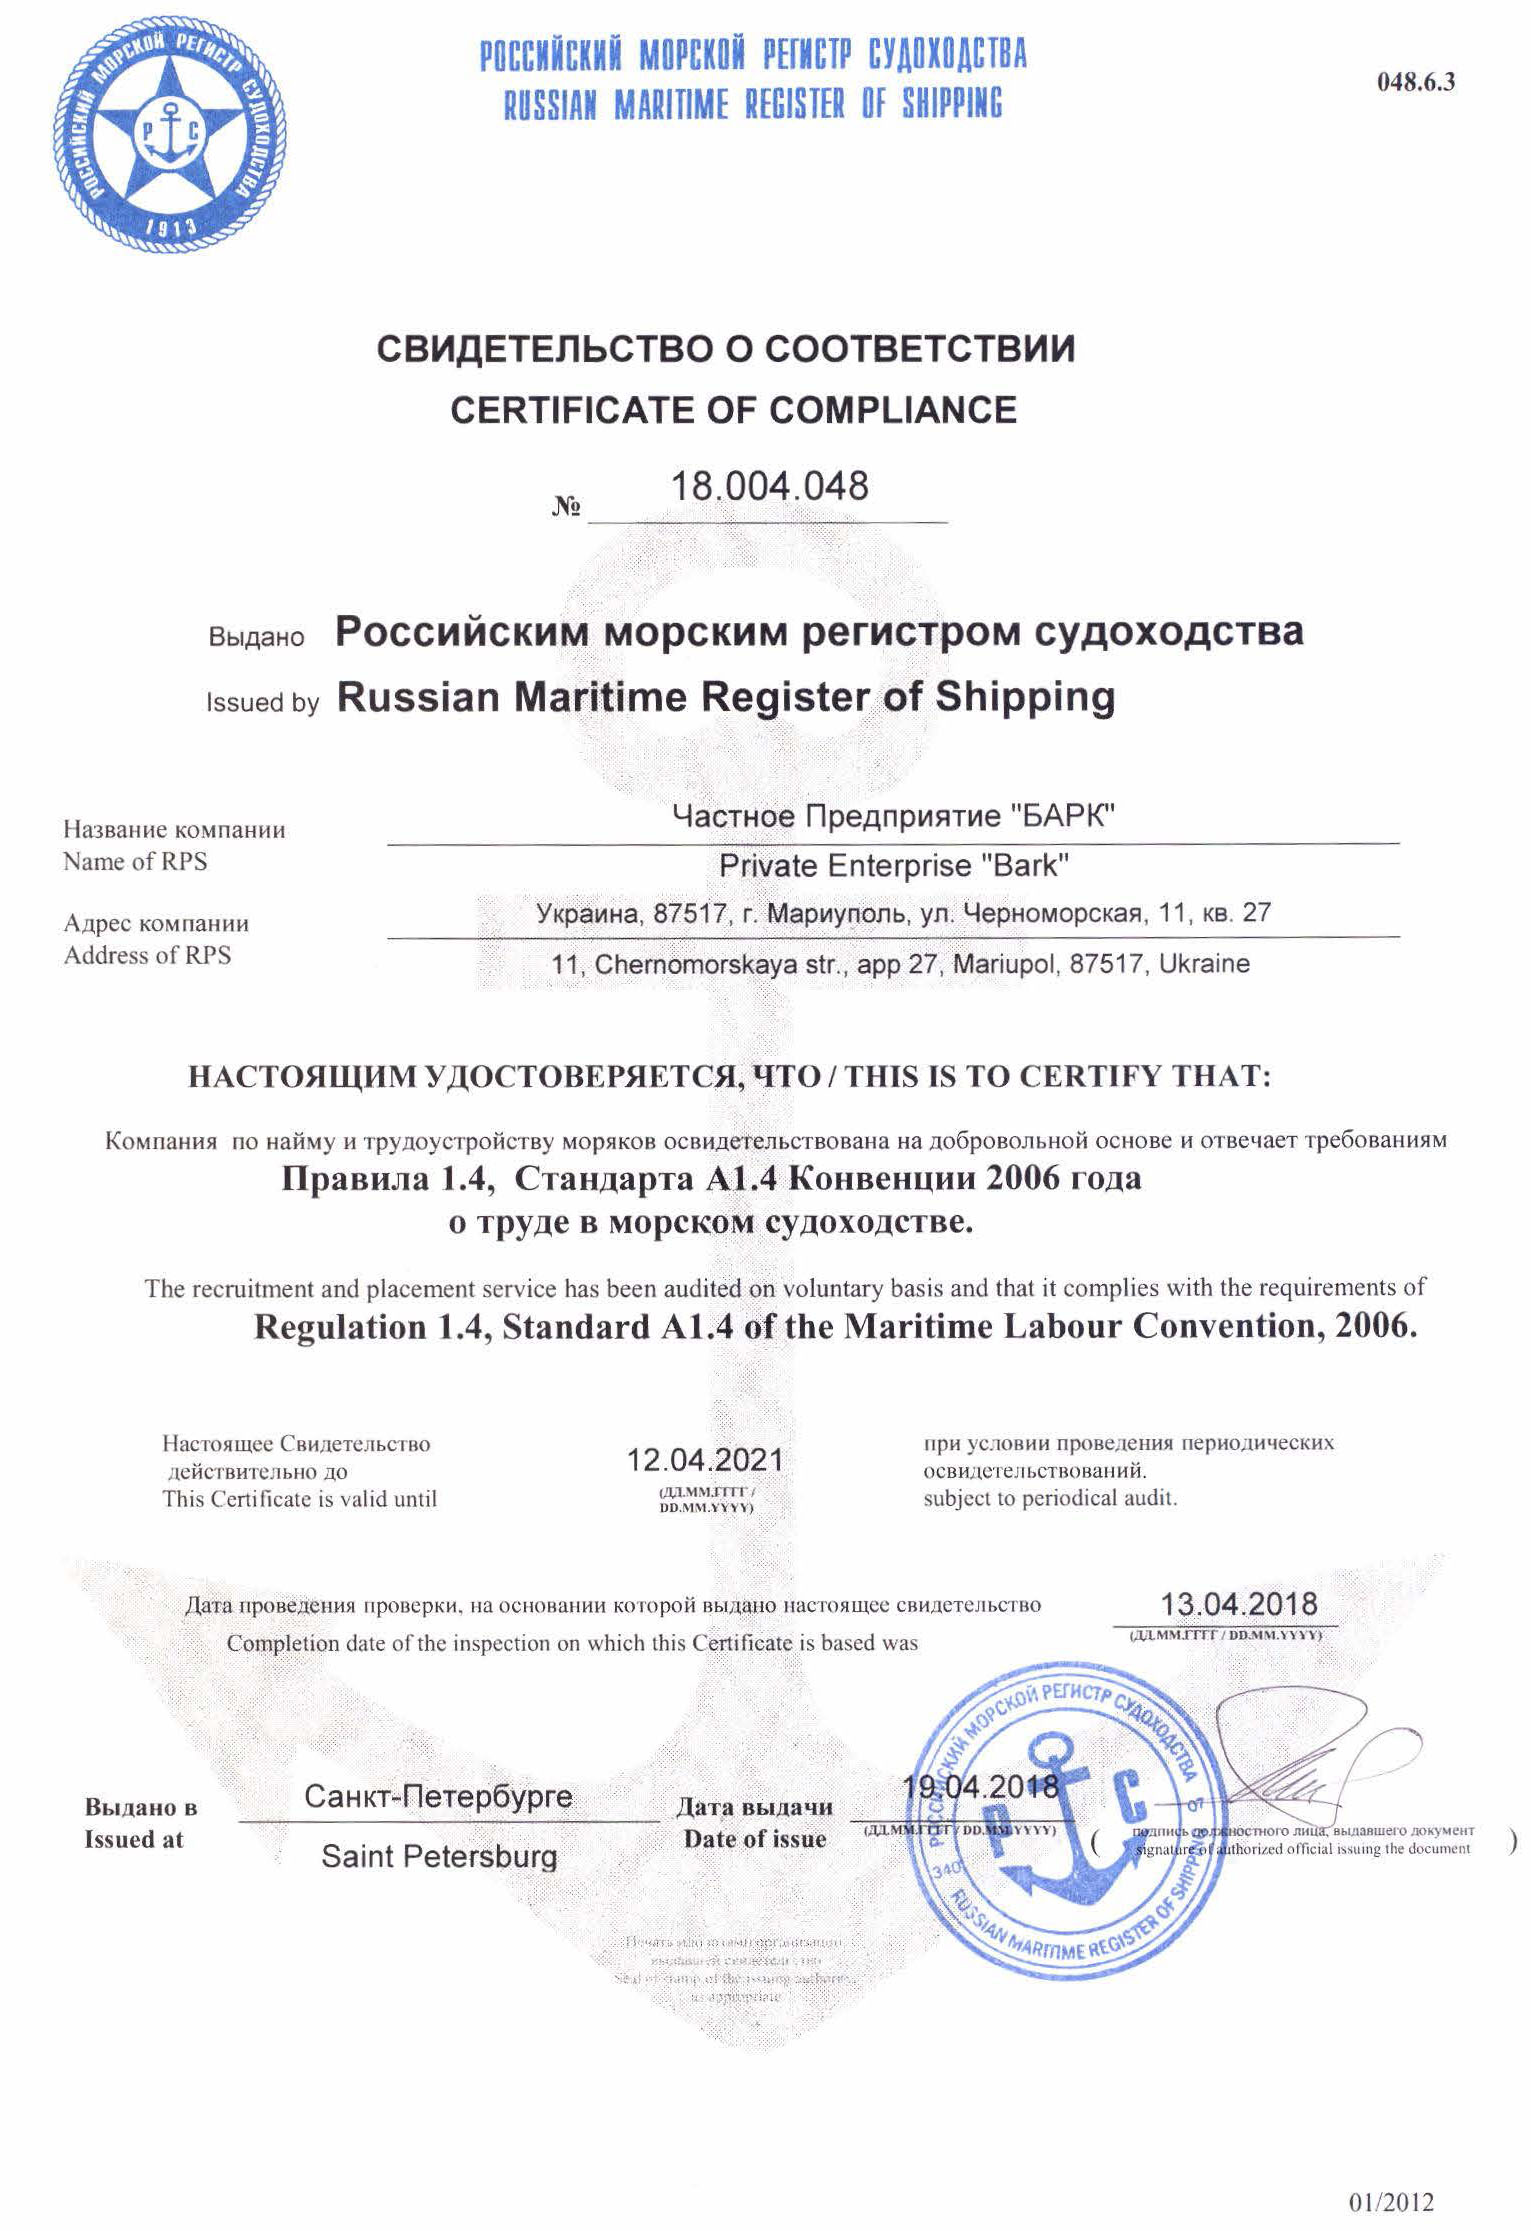 РОССИЙСКИЙ МОРСКОЙ РЕГИСТР СУДОХОДСТВА
1913
Р С
РОССИЙСКИЙ МОРСКОЙ РЕГИСТР СУДОХОДСТВА
RUSSIAN MARITIME REGISTER OF SHIPPING
048.6.3
СВИДЕТЕЛЬСТВО О СООТВЕТСТВИИ
CERTIFICATE OF COMPLIANCE
№ 18.004.048
Выдано Российским морским регистром судоходства
Issued by Russian Maritime Register of Shipping
Название компании Частное Предприятие "БАРК"
Name of RPS Private Enterprise "Bark"
Адрес компании Украина, 87517, г. Мариуполь, ул. Черноморская, 11, кв. 27
Address of RPS 11, Chernomorskaya str., app 27, Mariupol, 87517, Ukraine
НАСТОЯЩИМ УДОСТОВЕРЯЕТСЯ, ЧТО / THIS IS TO CERTIFY THAT:
Компания по найму и трудоустройству моряков освидетельствована на добровольной основе и отвечает требованиям
Правила 1.4, Стандарта А1.4 Конвенции 2006 года
о труде в морском судоходстве.
The recruitment and placement service has been audited on voluntary basis and that it complies with the requirements of
Regulation 1.4, Standard A1.4 of the Maritime Labour Convention, 2006.
Настоящее Свидетельство
действительно до
This Certificate is valid until
12.04.2021
(ДД.ММ.ГГГГ /
DD.MM.YYYY)
при условии проведения периодических
освидетельствований.
subject to periodical audit.
Дата проведения проверки, на основании которой выдано настоящее свидетельство
Completion date of the inspection on which this Certificate is based was
13.04.2018
(ДД.ММ.ГГГГ / DD.MM.YYYY)
Выдано в Санкт-Петербурге
Issued at Saint Petersburg
Дата выдачи 19.04.2018
Date of issue (ДД.ММ.ГГГГ / DD.MM.YYYY)
( подпись должностного лица, выдавшего документ
signature of authorized official issuing the document )
РОССИЙСКИЙ МОРСКОЙ РЕГИСТР СУДОХОДСТВА
Р С
RUSSIAN MARITIME REGISTER OF SHIPPING
Seal or stamp of the issuing
as appropriate
01/2012